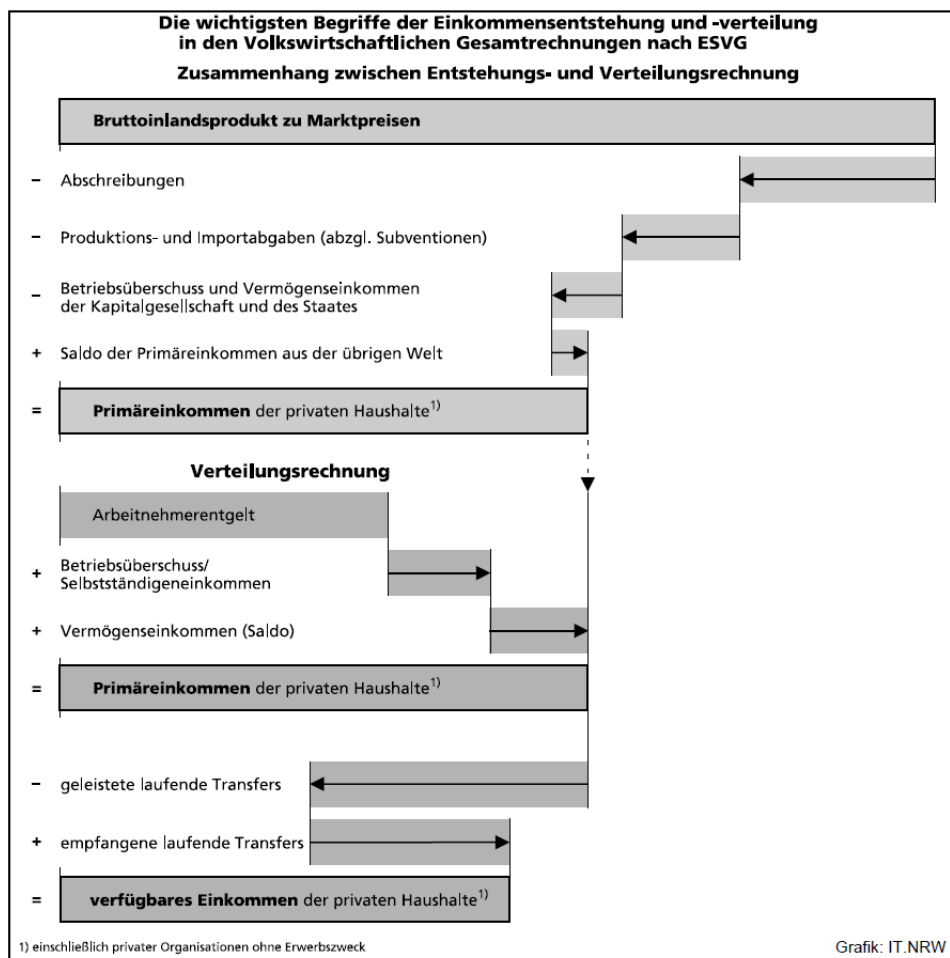 Die wichtigsten Begriffe der Einkommensentstehung und -verteilung
in den Volkswirtschaftlichen Gesamtrechnungen nach ESVG
Zusammenhang zwischen Entstehungs- und Verteilungsrechnung
Bruttoinlandsprodukt zu Marktpreisen
– Abschreibungen
– Produktions- und Importabgaben (abzgl. Subventionen)
– Betriebsüberschuss und Vermögenseinkommen
der Kapitalgesellschaft und des Staates
+ Saldo der Primäreinkommen aus der übrigen Welt
= Primäreinkommen der privaten Haushalte1)
Verteilungsrechnung
Arbeitnehmerentgelt
+ Betriebsüberschuss/
Selbstständigeneinkommen
+ Vermögenseinkommen (Saldo)
= Primäreinkommen der privaten Haushalte1)
– geleistete laufende Transfers
+ empfangene laufende Transfers
= verfügbares Einkommen der privaten Haushalte1)
1) einschließlich privater Organisationen ohne Erwerbszweck
Grafik: IT.NRW